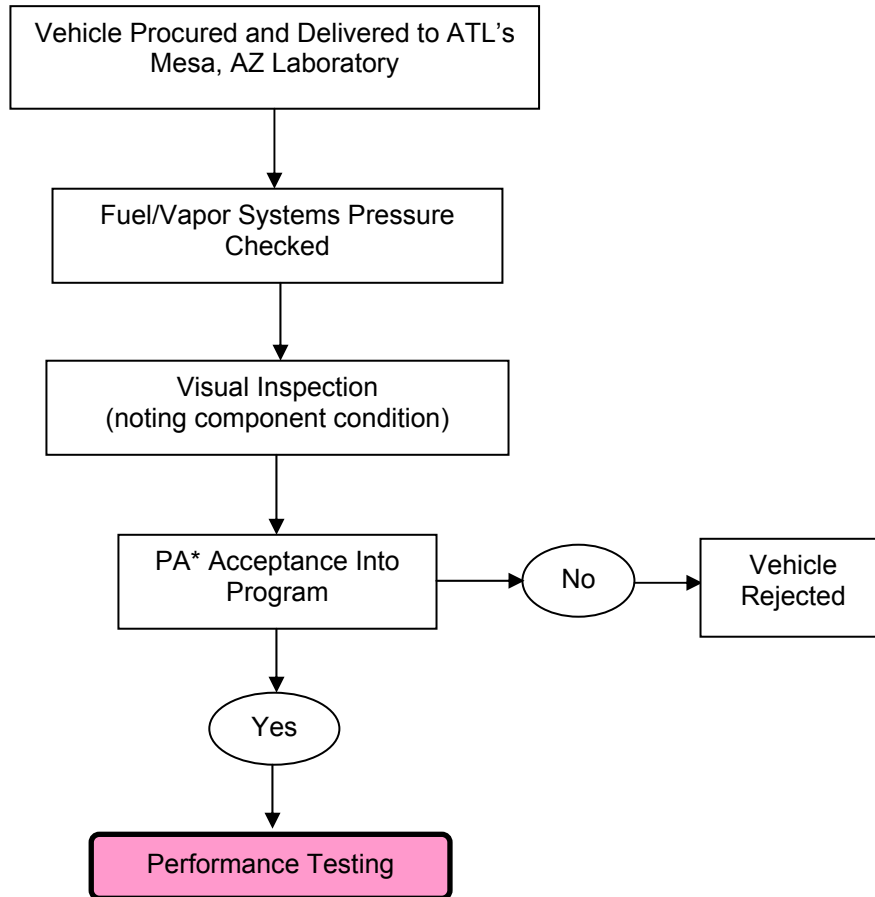 Vehicle Procured and Delivered to ATL’s
Mesa, AZ Laboratory
Fuel/Vapor Systems Pressure
Checked
Visual Inspection
(noting component condition)
PA* Acceptance Into
Program
No
Vehicle
Rejected
Yes
Performance Testing